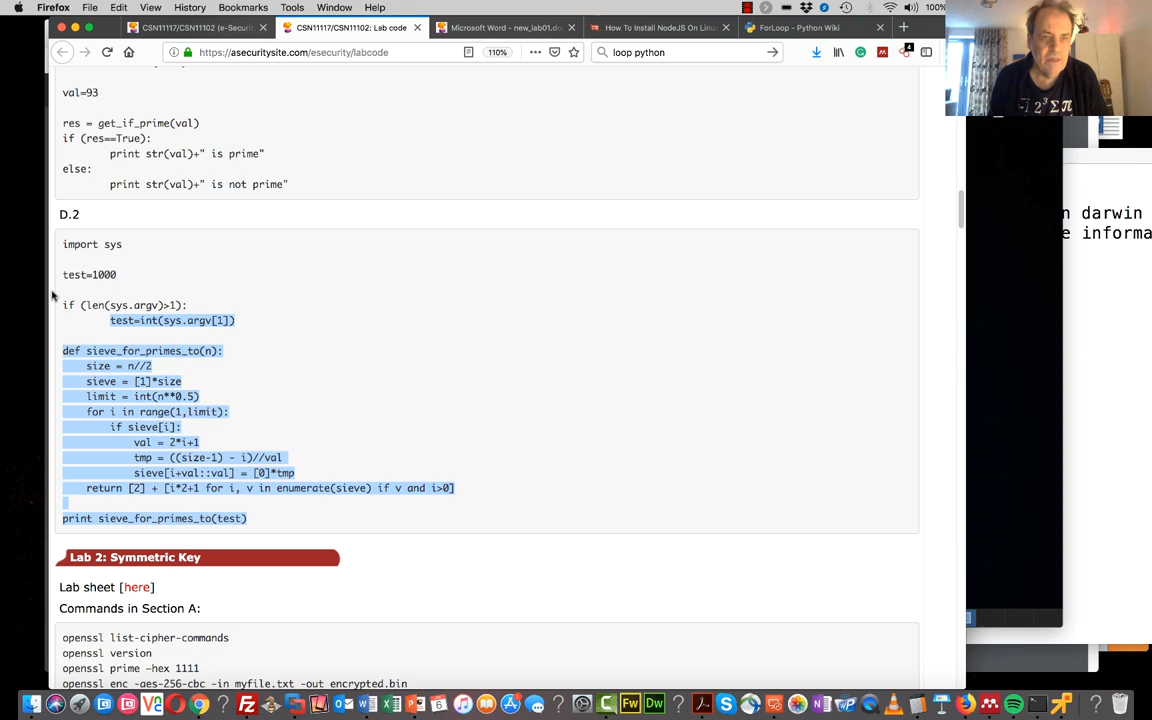 Firefox File Edit View History Bookmarks Tools Window Help 100%
CSN11117/CSN11102 (e-Securi
CSN11117/CSN11102: Lab code
Microsoft Word - new_lab01.do
How To Install NodeJS On Linu
ForLoop - Python Wiki
https://asecuritysite.com/esecurity/labcode
110%
loop python
val=93
res = get_if_prime(val)
if (res==True):
print str(val)+" is prime"
else:
print str(val)+" is not prime"
D.2
import sys
test=1000
if (len(sys.argv)>1):
test=int(sys.argv[1])
def sieve_for_primes_to(n):
size = n//2
sieve = [1]*size
limit = int(n**0.5)
for i in range(1,limit):
if sieve[i]:
val = 2*i+1
tmp = ((size-1) - i)//val
sieve[i+val::val] = [0]*tmp
return [2] + [i*2+1 for i, v in enumerate(sieve) if v and i>0]
print sieve_for_primes_to(test)
Lab 2: Symmetric Key
Lab sheet [here]
Commands in Section A:
openssl list-cipher-commands
openssl version
openssl prime –hex 1111
openssl enc -aes-256-cbc -in myfile.txt -out encrypted.bin
n darwin
e informa